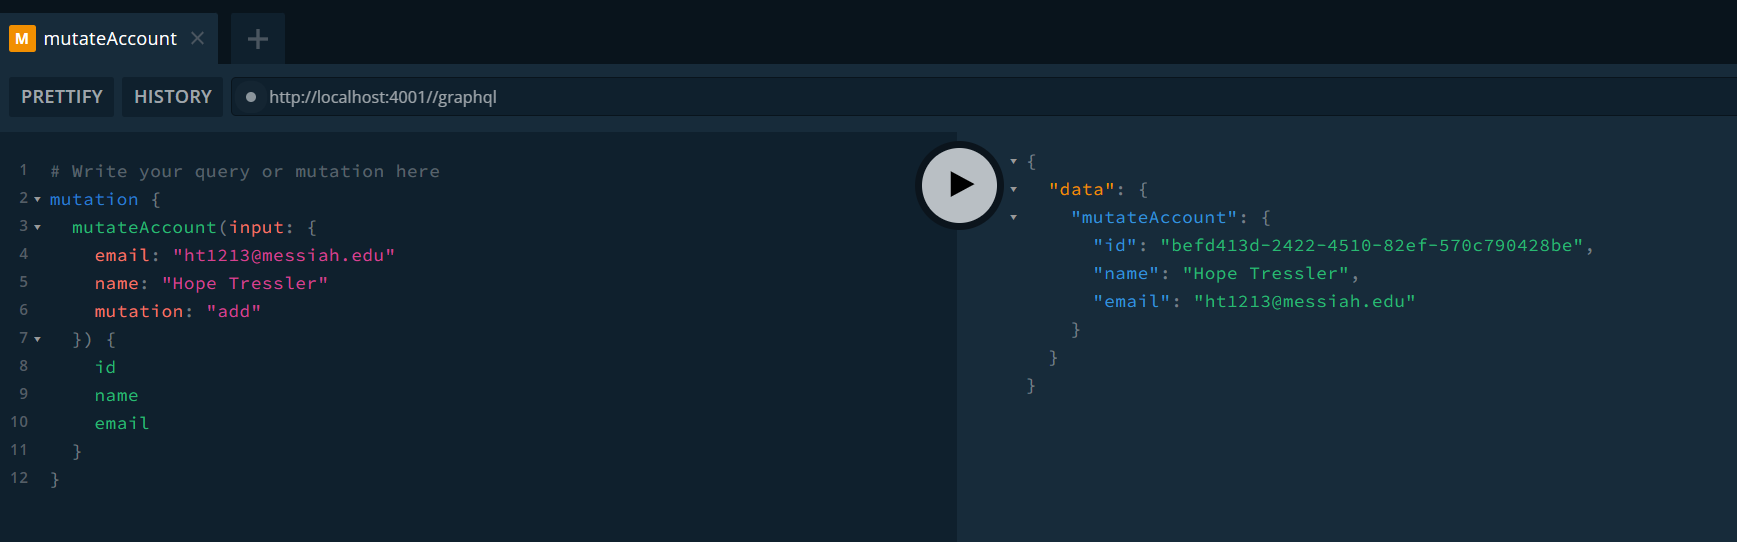 M mutateAccount ×
PRETTIFY HISTORY http://localhost:4001//graphql
1 # Write your query or mutation here
2 mutation {
3 mutateAccount(input: {
4 email: "ht1213@messiah.edu"
5 name: "Hope Tressler"
6 mutation: "add"
7 }) {
8 id
9 name
10 email
11 }
12 }
{
"data": {
"mutateAccount": {
"id": "befd413d-2422-4510-82ef-570c790428be",
"name": "Hope Tressler",
"email": "ht1213@messiah.edu"
}
}
}